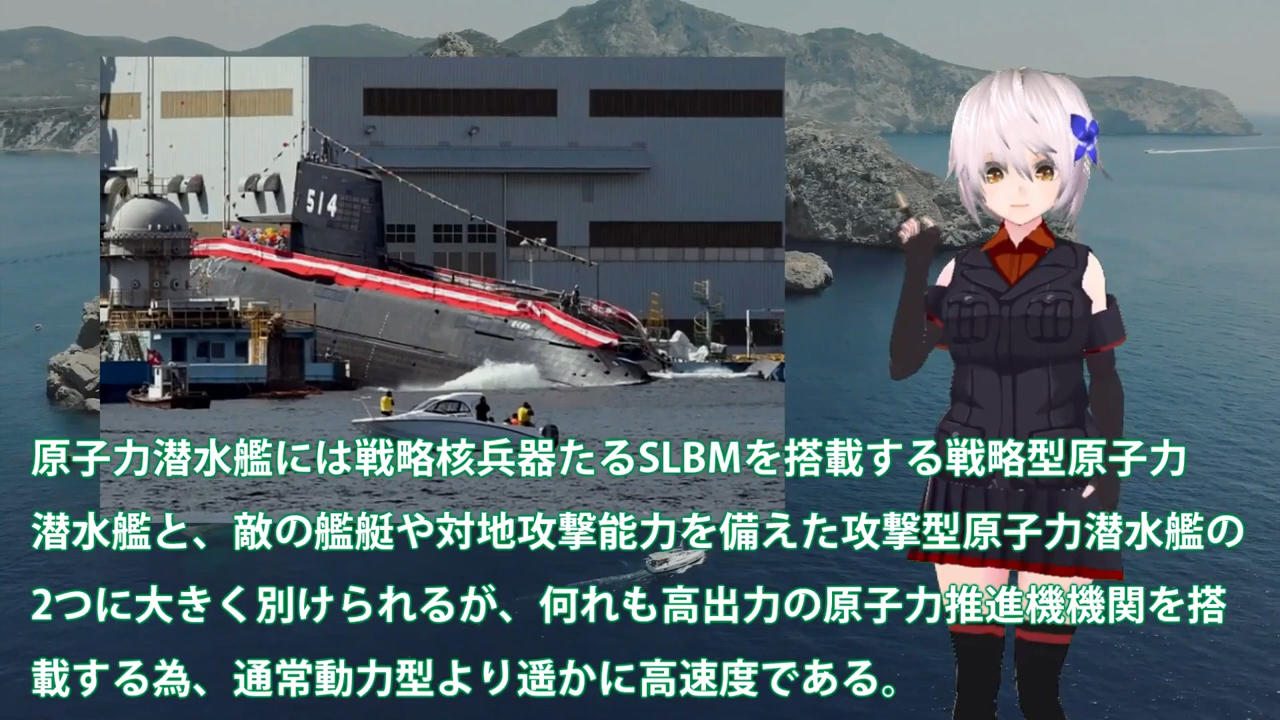 514
原子力潜水艦には戦略核兵器たるSLBMを搭載する戦略型原子力
潜水艦と、敵の艦艇や対地攻撃能力を備えた攻撃型原子力潜水艦の
2つに大きく別けられるが、何れも高出力の原子力推進機機関を搭
載する為、通常動力型より遥かに高速度である。